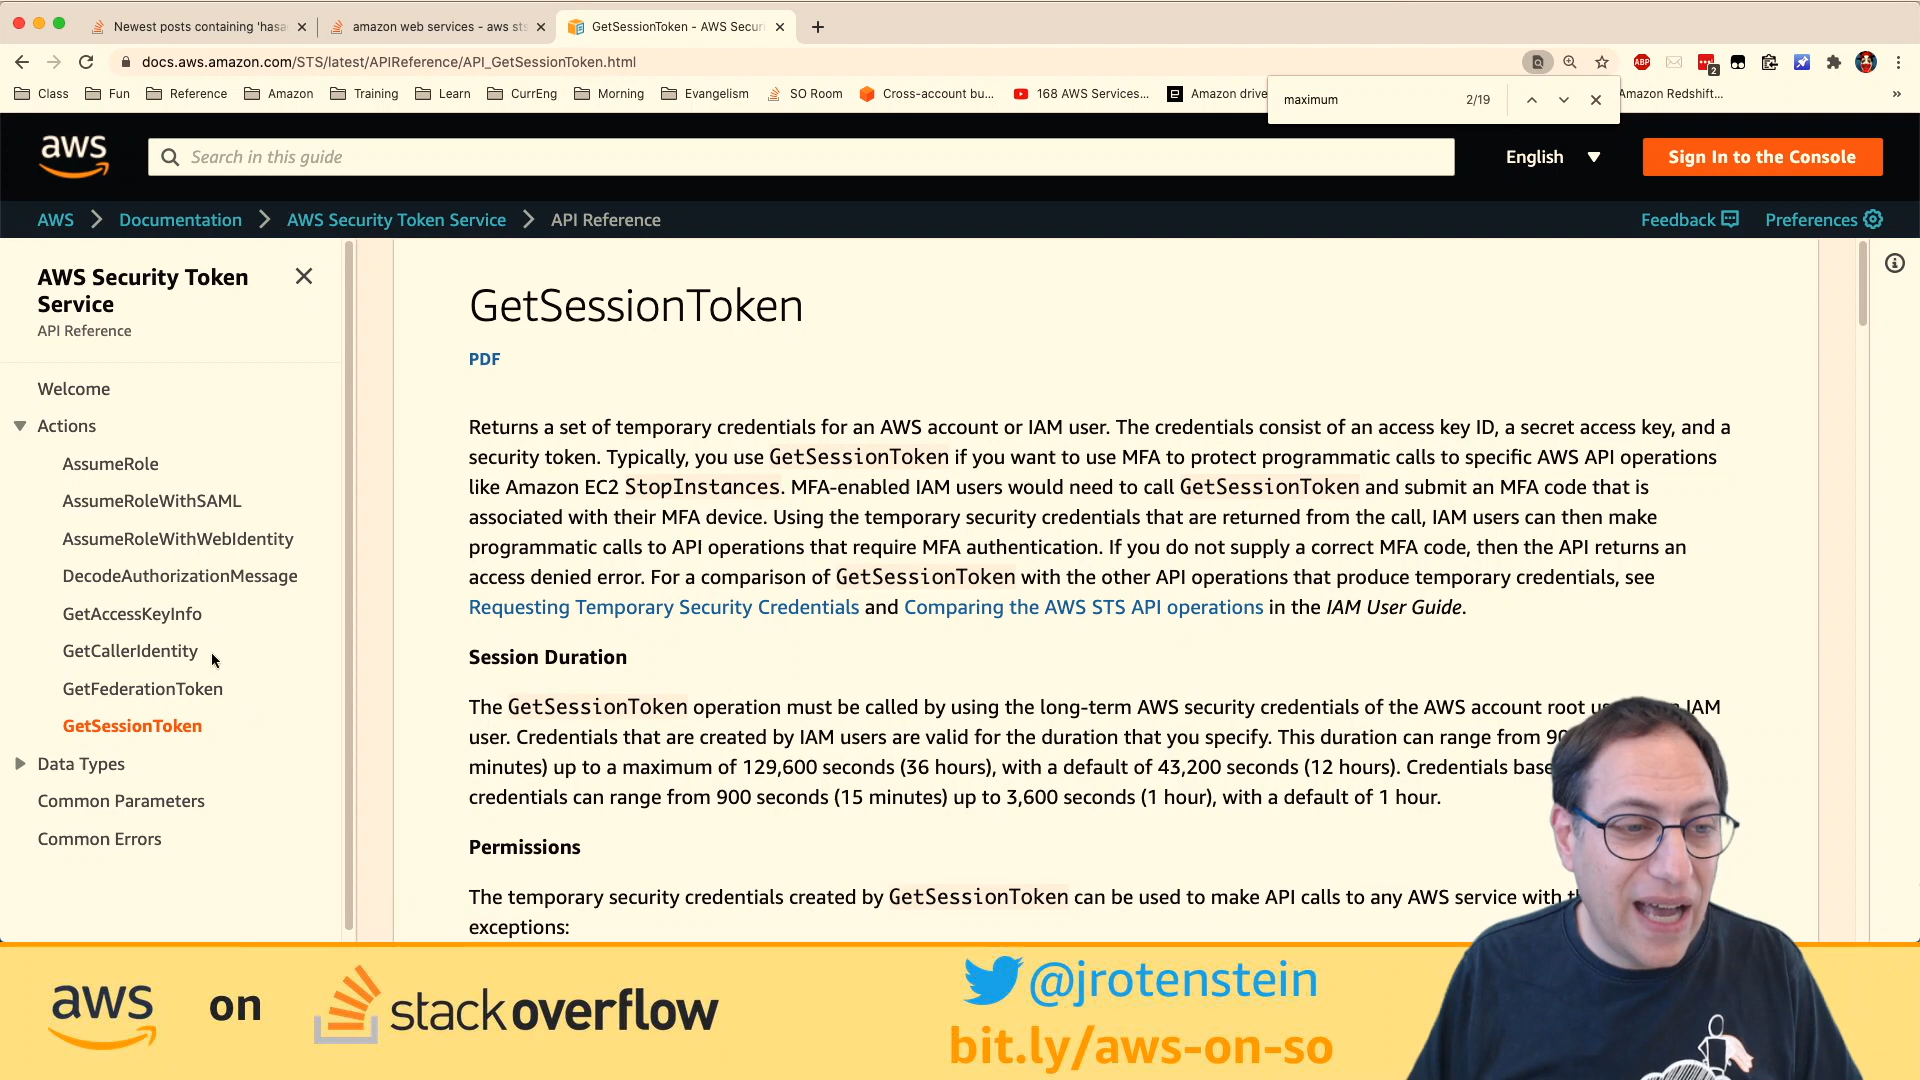 Newest posts containing 'hasa
amazon web services - aws sts
GetSessionToken - AWS Securi
docs.aws.amazon.com/STS/latest/APIReference/API_GetSessionToken.html
ABP
2
Class
Fun
Reference
Amazon
Training
Learn
CurrEng
Morning
Evangelism
SO Room
Cross-account bu...
168 AWS Services...
Amazon drive
Amazon Redshift...
»
maximum
2/19
aws
Search in this guide
English
Sign In to the Console
AWS
Documentation
AWS Security Token Service
API Reference
Feedback
Preferences
AWS Security Token
Service
API Reference
Welcome
Actions
AssumeRole
AssumeRoleWithSAML
AssumeRoleWithWebIdentity
DecodeAuthorizationMessage
GetAccessKeyInfo
GetCallerIdentity
GetFederationToken
GetSessionToken
Data Types
Common Parameters
Common Errors
GetSessionToken
PDF
Returns a set of temporary credentials for an AWS account or IAM user. The credentials consist of an access key ID, a secret access key, and a
security token. Typically, you use GetSessionToken if you want to use MFA to protect programmatic calls to specific AWS API operations
like Amazon EC2 StopInstances. MFA-enabled IAM users would need to call GetSessionToken and submit an MFA code that is
associated with their MFA device. Using the temporary security credentials that are returned from the call, IAM users can then make
programmatic calls to API operations that require MFA authentication. If you do not supply a correct MFA code, then the API returns an
access denied error. For a comparison of GetSessionToken with the other API operations that produce temporary credentials, see
Requesting Temporary Security Credentials and Comparing the AWS STS API operations in the IAM User Guide.
Session Duration
The GetSessionToken operation must be called by using the long-term AWS security credentials of the AWS account root IAM
user. Credentials that are created by IAM users are valid for the duration that you specify. This duration can range from
minutes) up to a maximum of 129,600 seconds (36 hours), with a default of 43,200 seconds (12 hours). Credentials base
credentials can range from 900 seconds (15 minutes) up to 3,600 seconds (1 hour), with a default of 1 hour.
Permissions
The temporary security credentials created by GetSessionToken can be used to make API calls to any AWS service with
exceptions:
aws on stackoverflow
@jrotenstein
bit.ly/aws-on-so